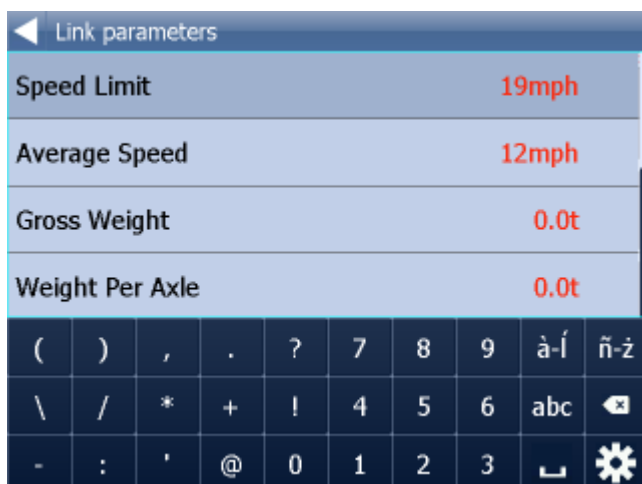 Link parameters
Speed Limit 19mph
Average Speed 12mph
Gross Weight 0.0t
Weight Per Axle 0.0t
( ) , . ? 7 8 9 à-Í ñ-ż
\ / * + ! 4 5 6 abc
- : ' @ 0 1 2 3